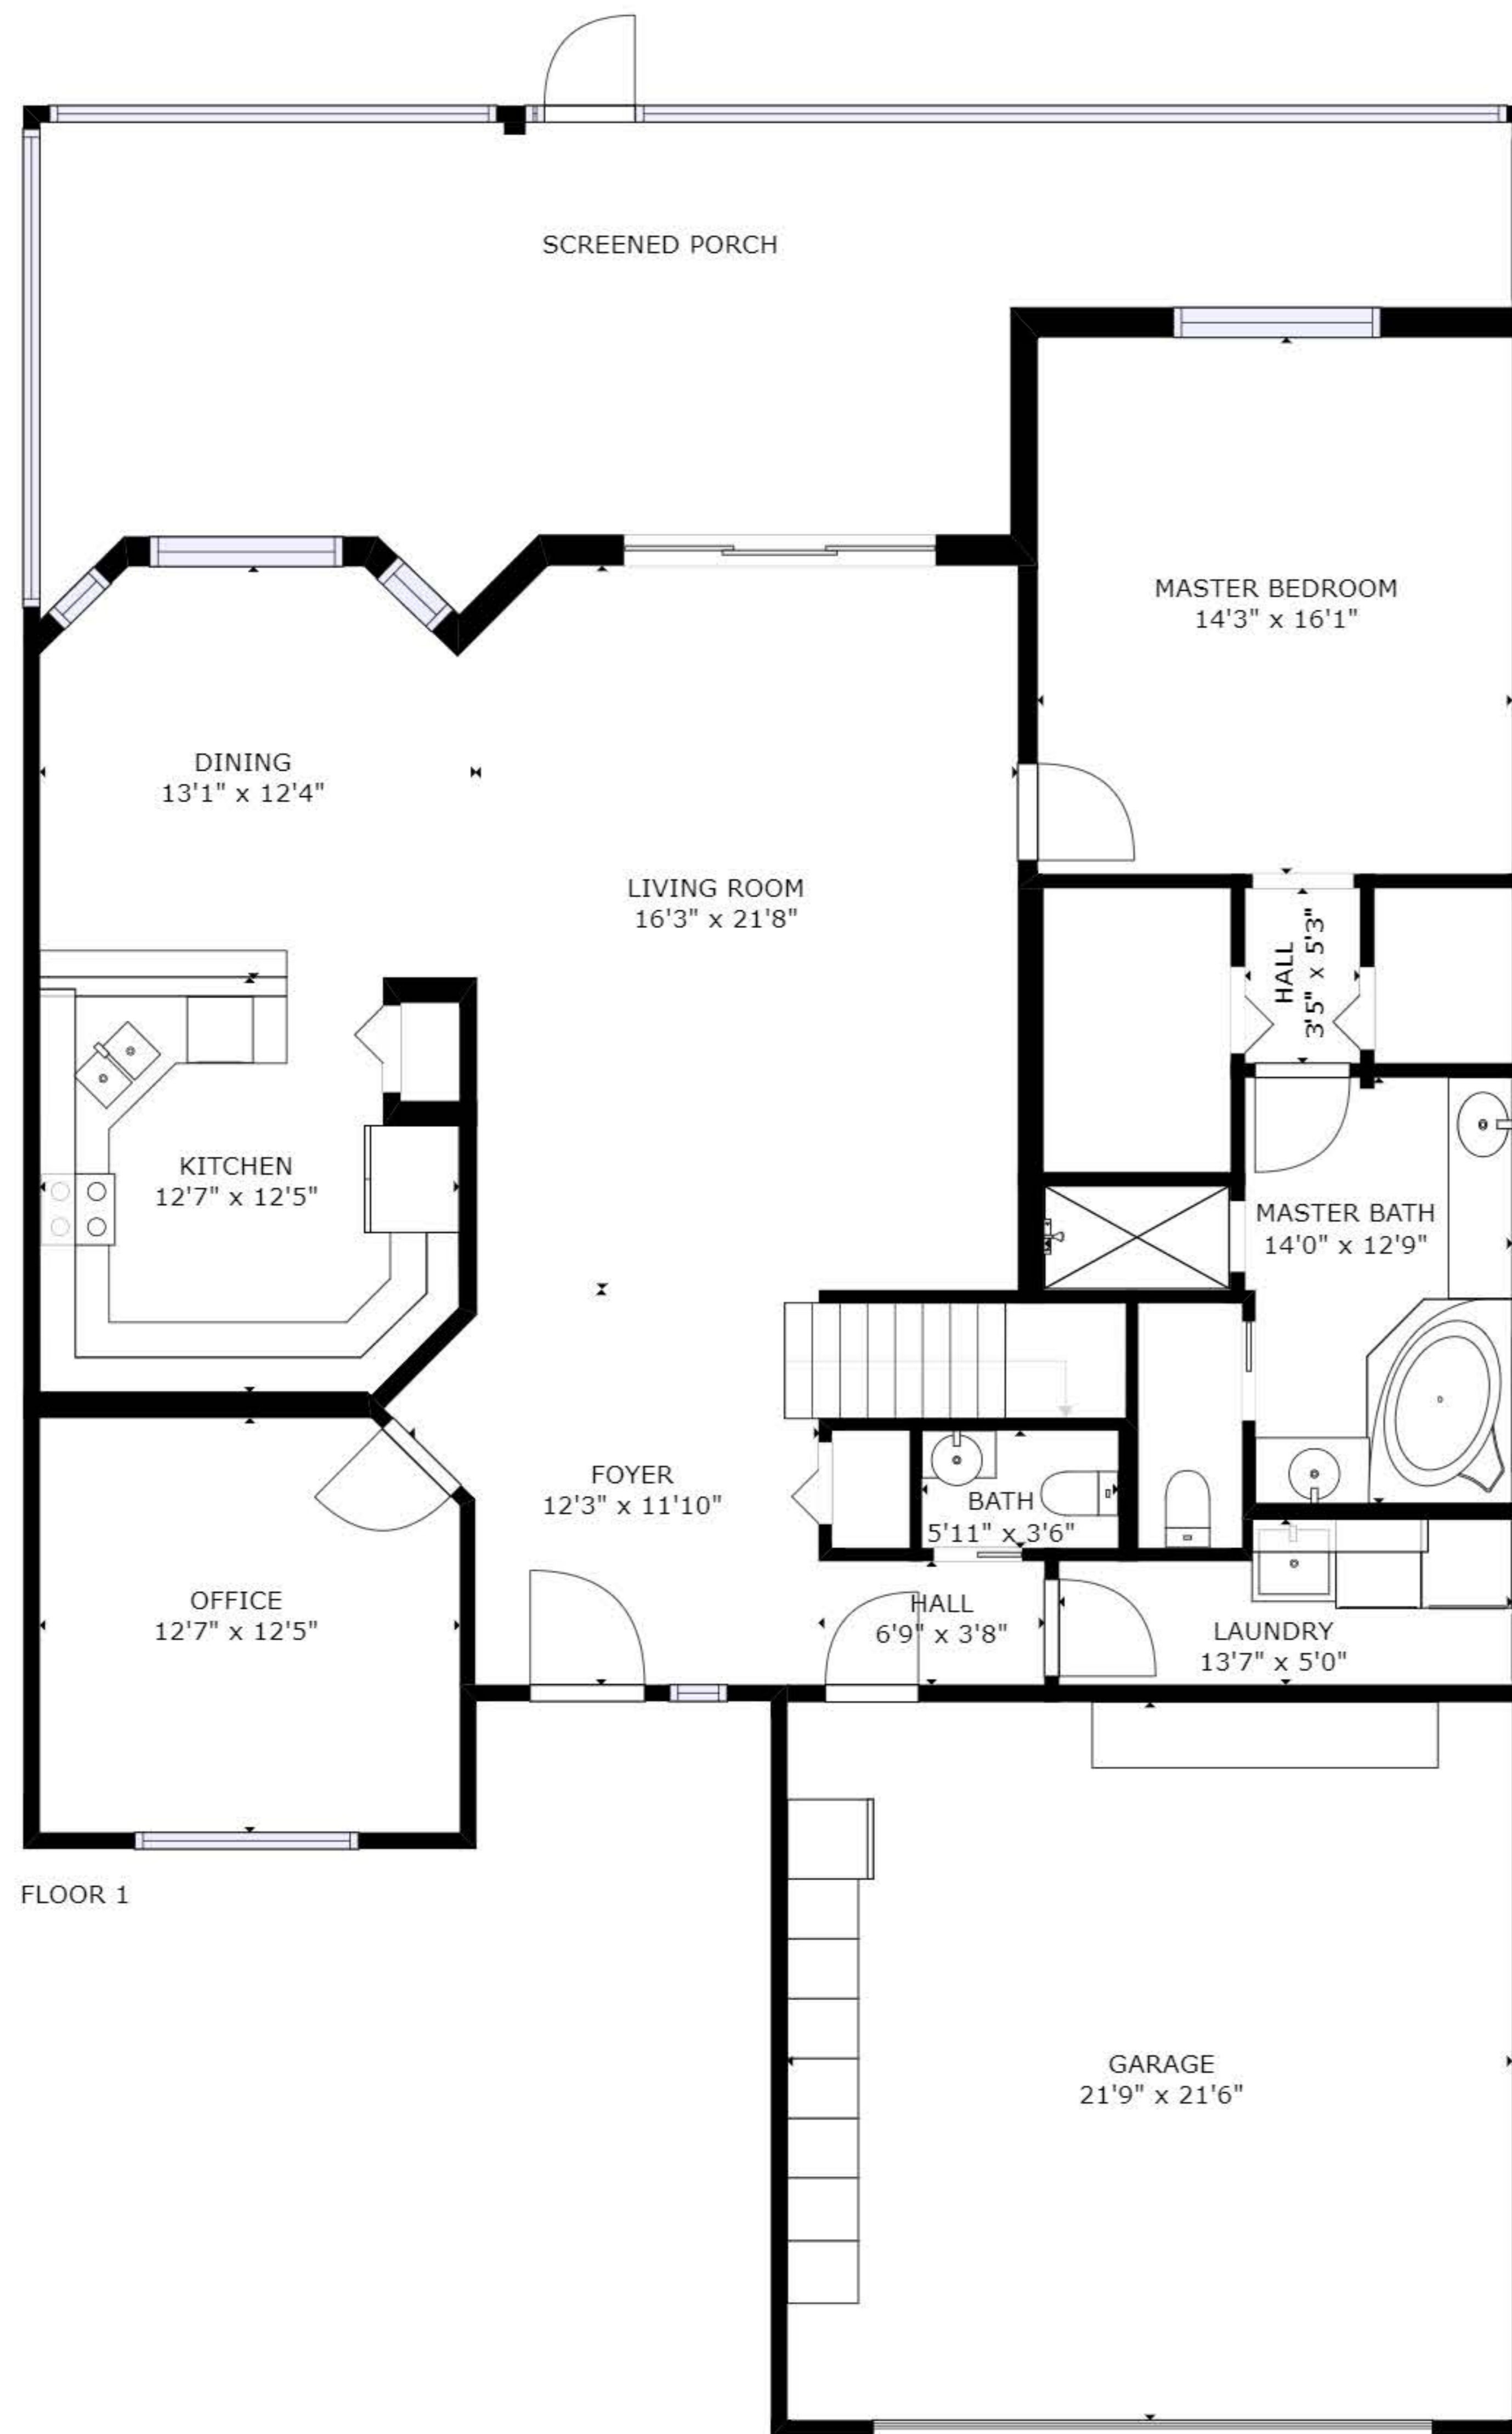 SCREENED PORCH
MASTER BEDROOM
14'3" x 16'1"
DINING
13'1" x 12'4"
LIVING ROOM
16'3" x 21'8"
HALL
3'5" x 5'3"
KITCHEN
12'7" x 12'5"
MASTER BATH
14'0" x 12'9"
FOYER
12'3" x 11'10"
BATH
5'11" x 3'6"
OFFICE
12'7" x 12'5"
HALL
6'9" x 3'8"
LAUNDRY
13'7" x 5'0"
FLOOR 1
GARAGE
21'9" x 21'6"